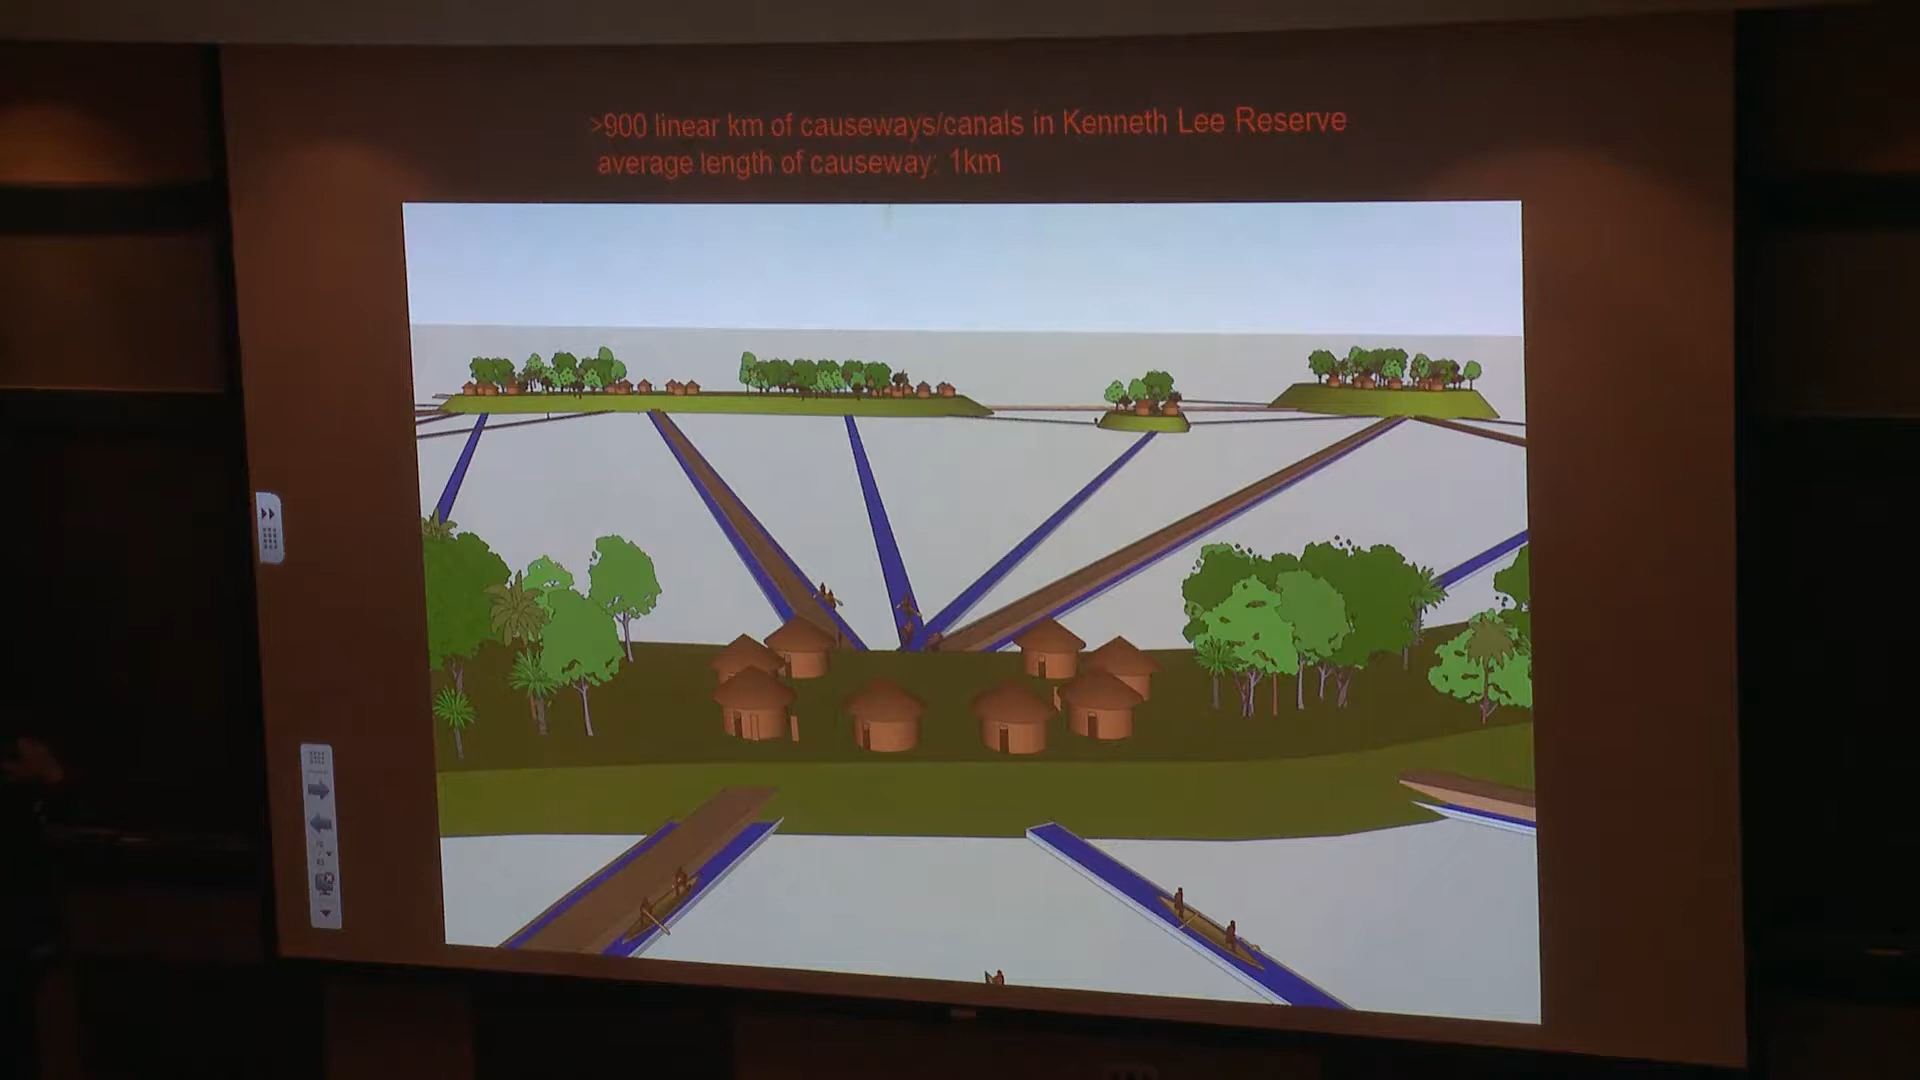 >900 linear km of causeways/canals in Kenneth Lee Reserve
average length of causeway: 1km